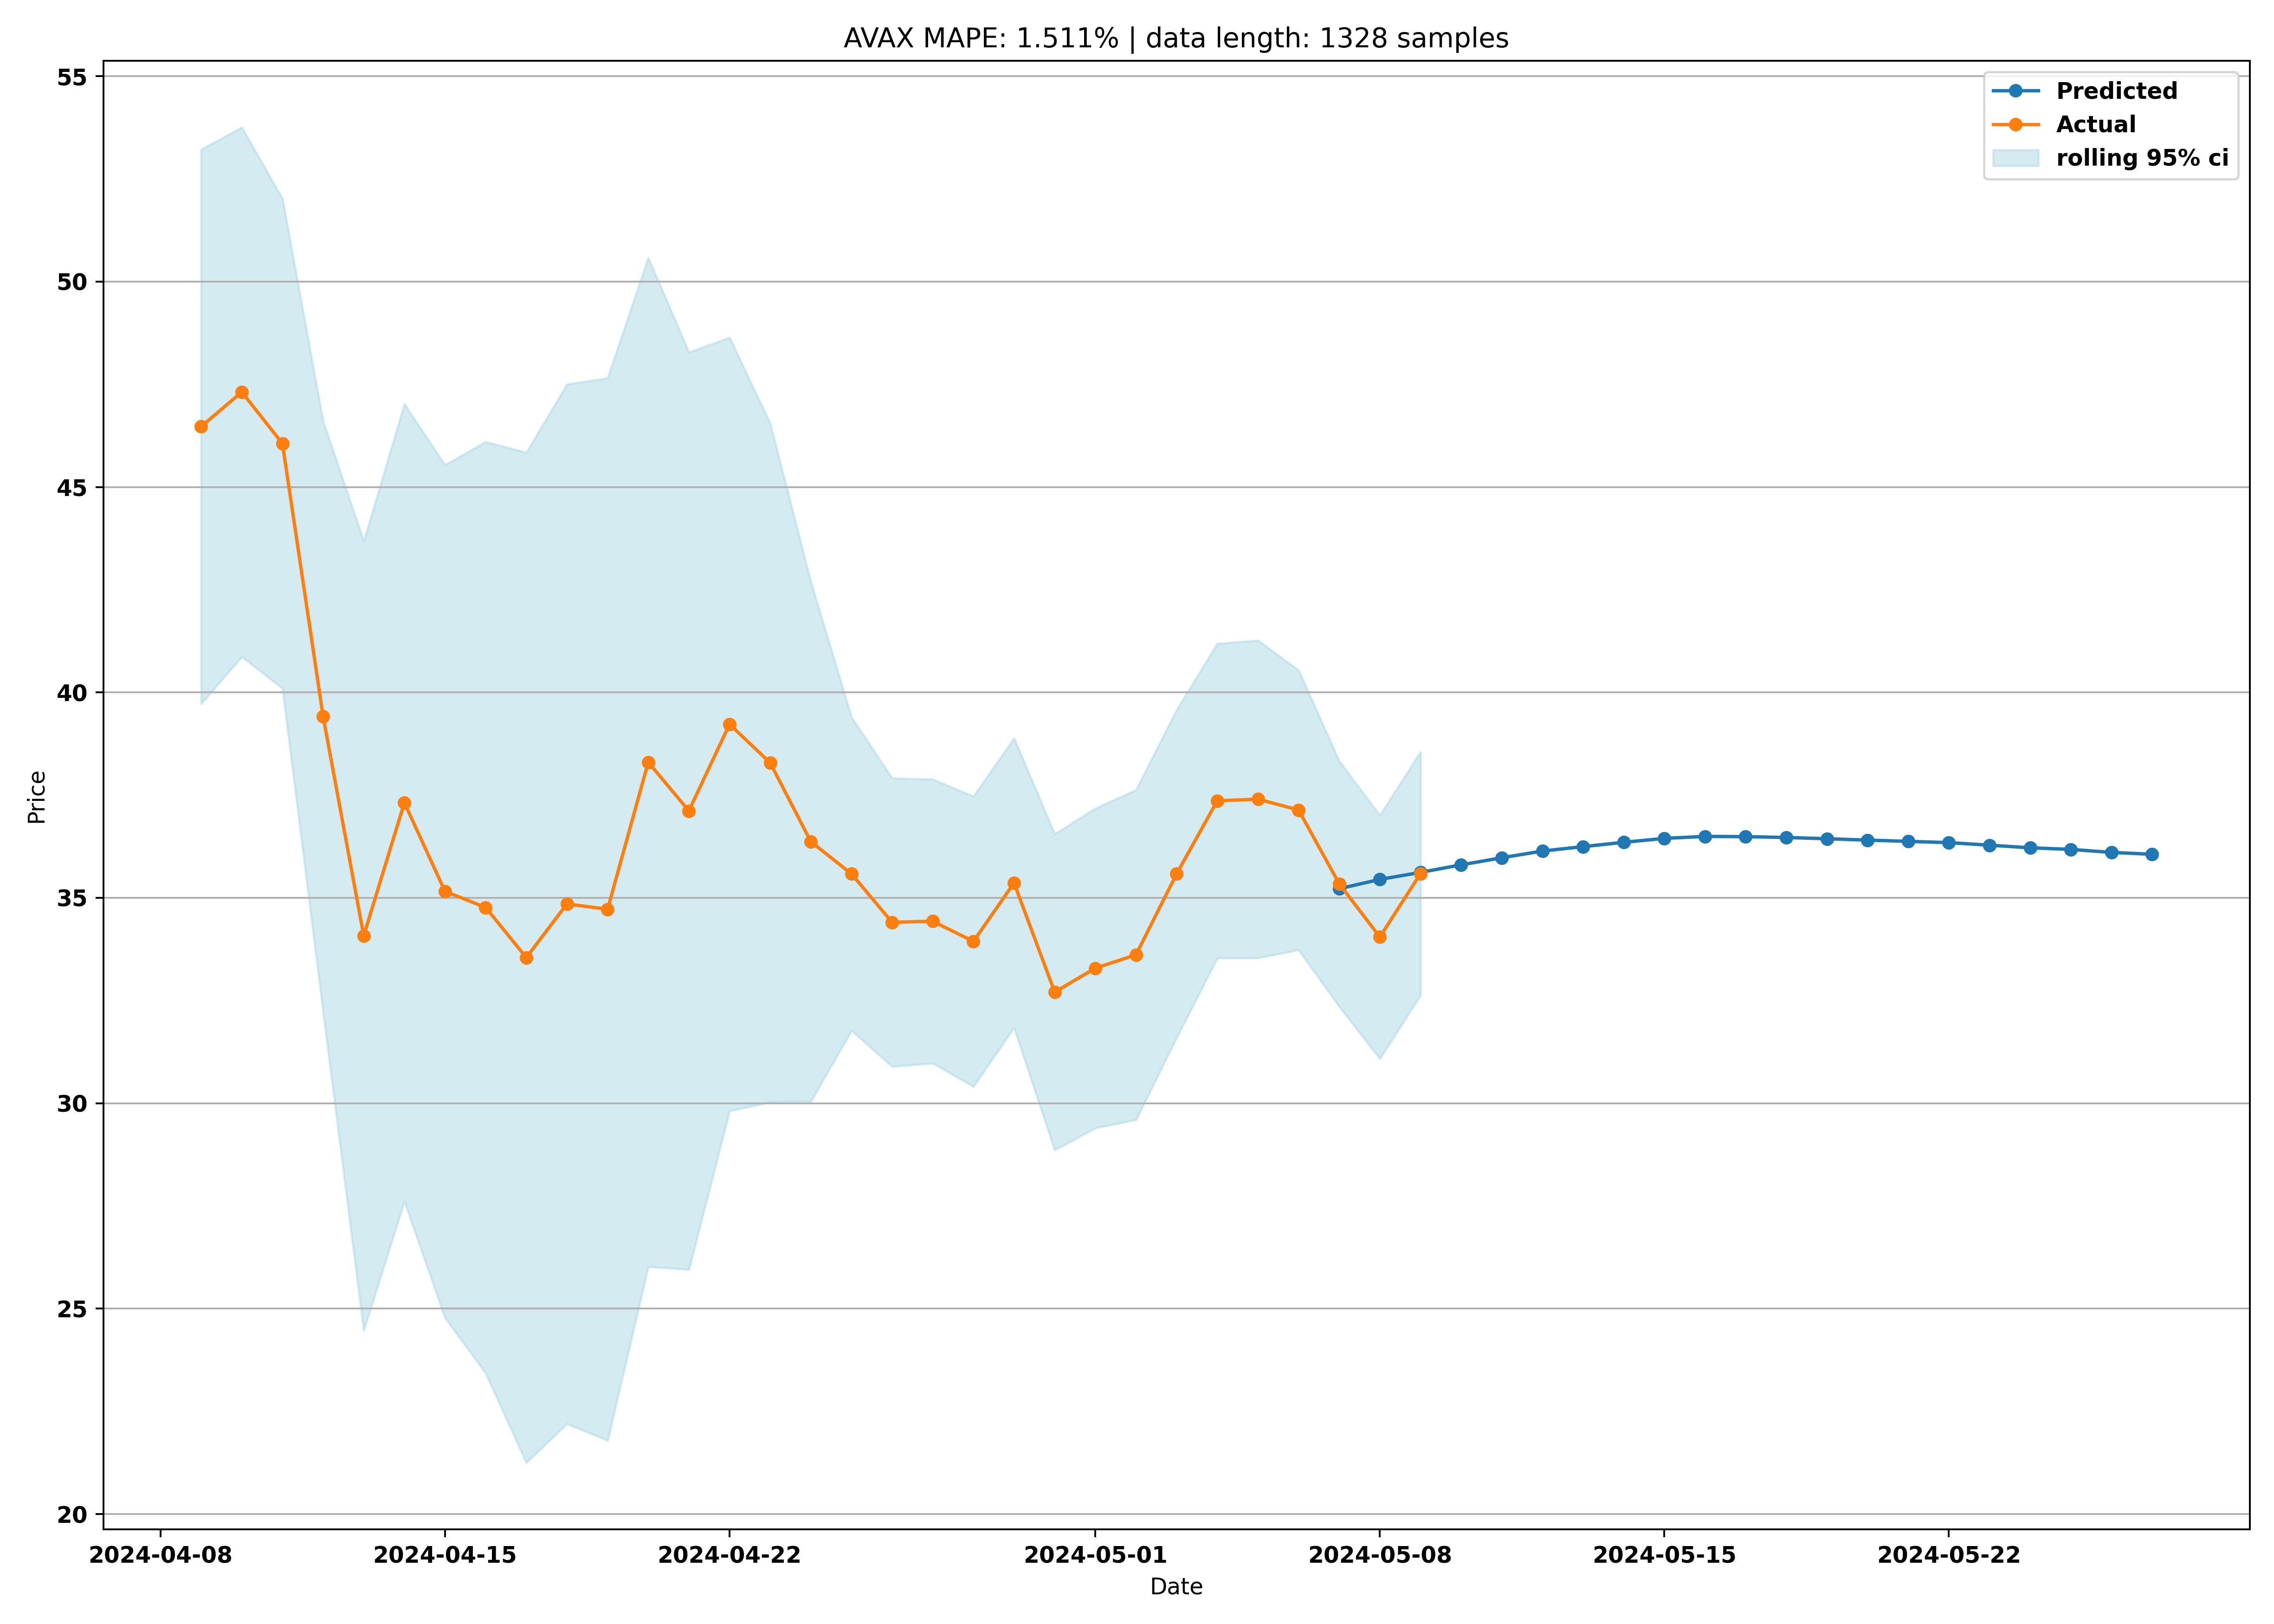 AVAX MAPE: 1.511% | data length: 1328 samples
Predicted
Actual
rolling 95% ci
55
50
45
40
35
30
25
20
Price
2024-04-08 2024-04-15 2024-04-22 2024-05-01 2024-05-08 2024-05-15 2024-05-22
Date